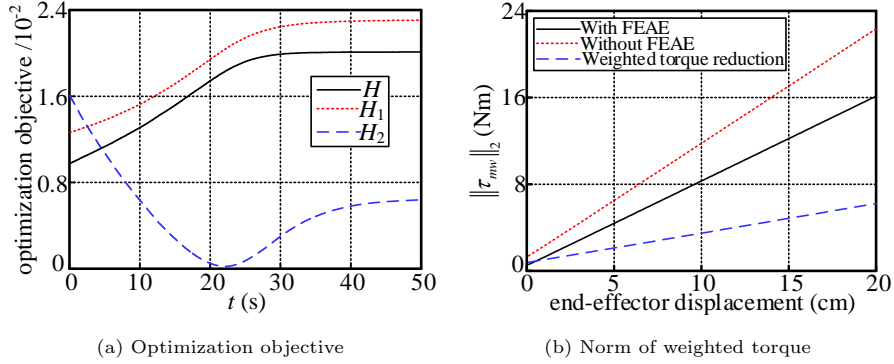 optimization objective /10⁻²
2.4
1.6
0.8
0
0 10 20 30 40 50
t (s)
H
H₁
H₂
(a) Optimization objective
‖τₘw‖₂ (Nm)
24
16
8
0
0 5 10 15 20
end-effector displacement (cm)
With FEAE
Without FEAE
Weighted torque reduction
(b) Norm of weighted torque